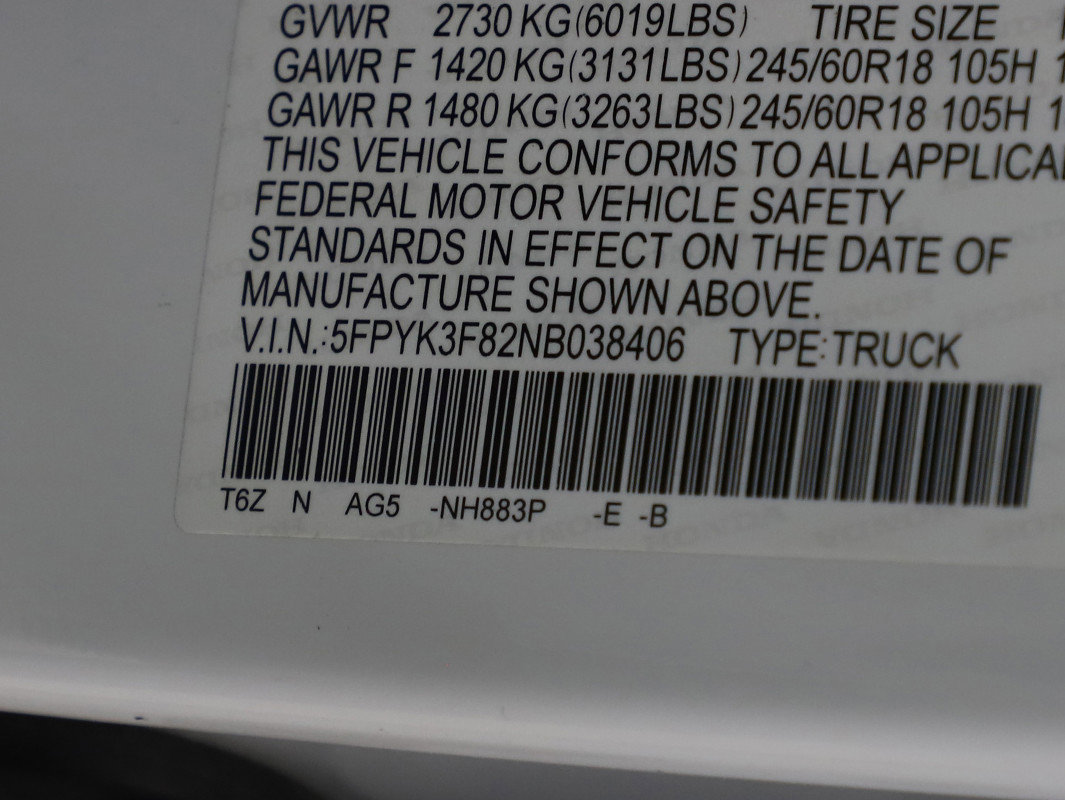 GVWR 2730 KG(6019LBS) TIRE SIZE
GAWR F 1420 KG(3131LBS) 245/60R18 105H 1
GAWR R 1480 KG(3263LBS) 245/60R18 105H 1
THIS VEHICLE CONFORMS TO ALL APPLICA
FEDERAL MOTOR VEHICLE SAFETY
STANDARDS IN EFFECT ON THE DATE OF
MANUFACTURE SHOWN ABOVE.
V.I.N.:5FPYK3F82NB038406 TYPE:TRUCK
T6Z N AG5 -NH883P -E -B